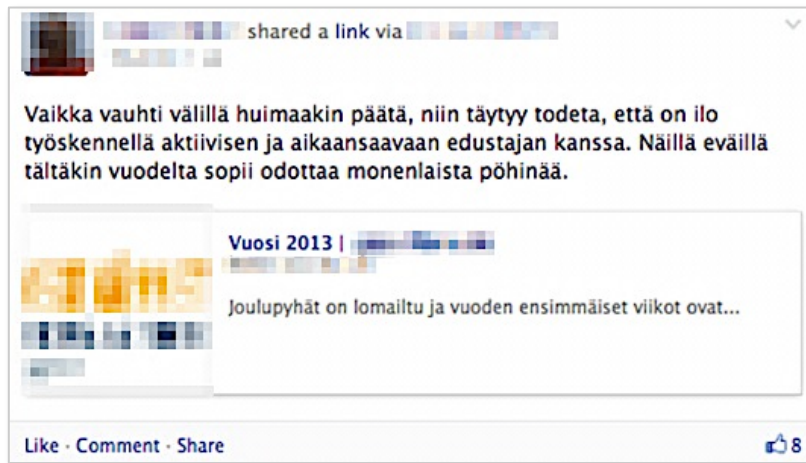 shared a link via
Vaikka vauhti välillä huimaakin päätä, niin täytyy todeta, että on ilo
työskennellä aktiivisen ja aikaansaavaan edustajan kanssa. Näillä eväillä
tältäkin vuodelta sopii odottaa monenlaista pöhinää.
Vuosi 2013 |
Joulupyhät on lomailtu ja vuoden ensimmäiset viikot ovat...
Like · Comment · Share 8